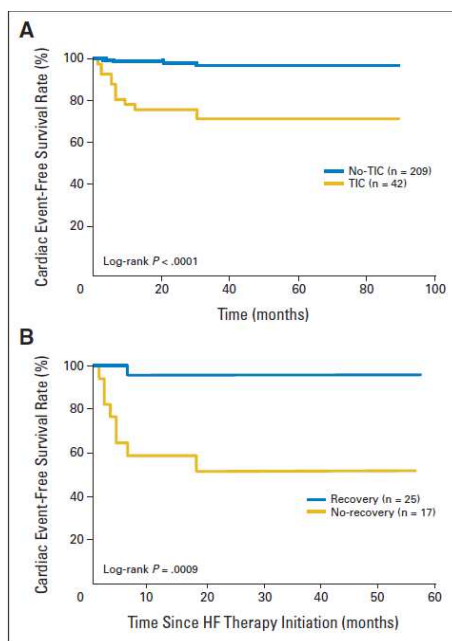 A
Cardiac Event-Free Survival Rate (%)
100
80
60
40
20
No-TIC (n = 209)
TIC (n = 42)
Log-rank P < .0001
0
20
40
60
80
100
Time (months)
B
Cardiac Event-Free Survival Rate (%)
100
80
60
40
20
Recovery (n = 25)
No-recovery (n = 17)
Log-rank P = .0009
0
10
20
30
40
50
60
Time Since HF Therapy Initiation (months)